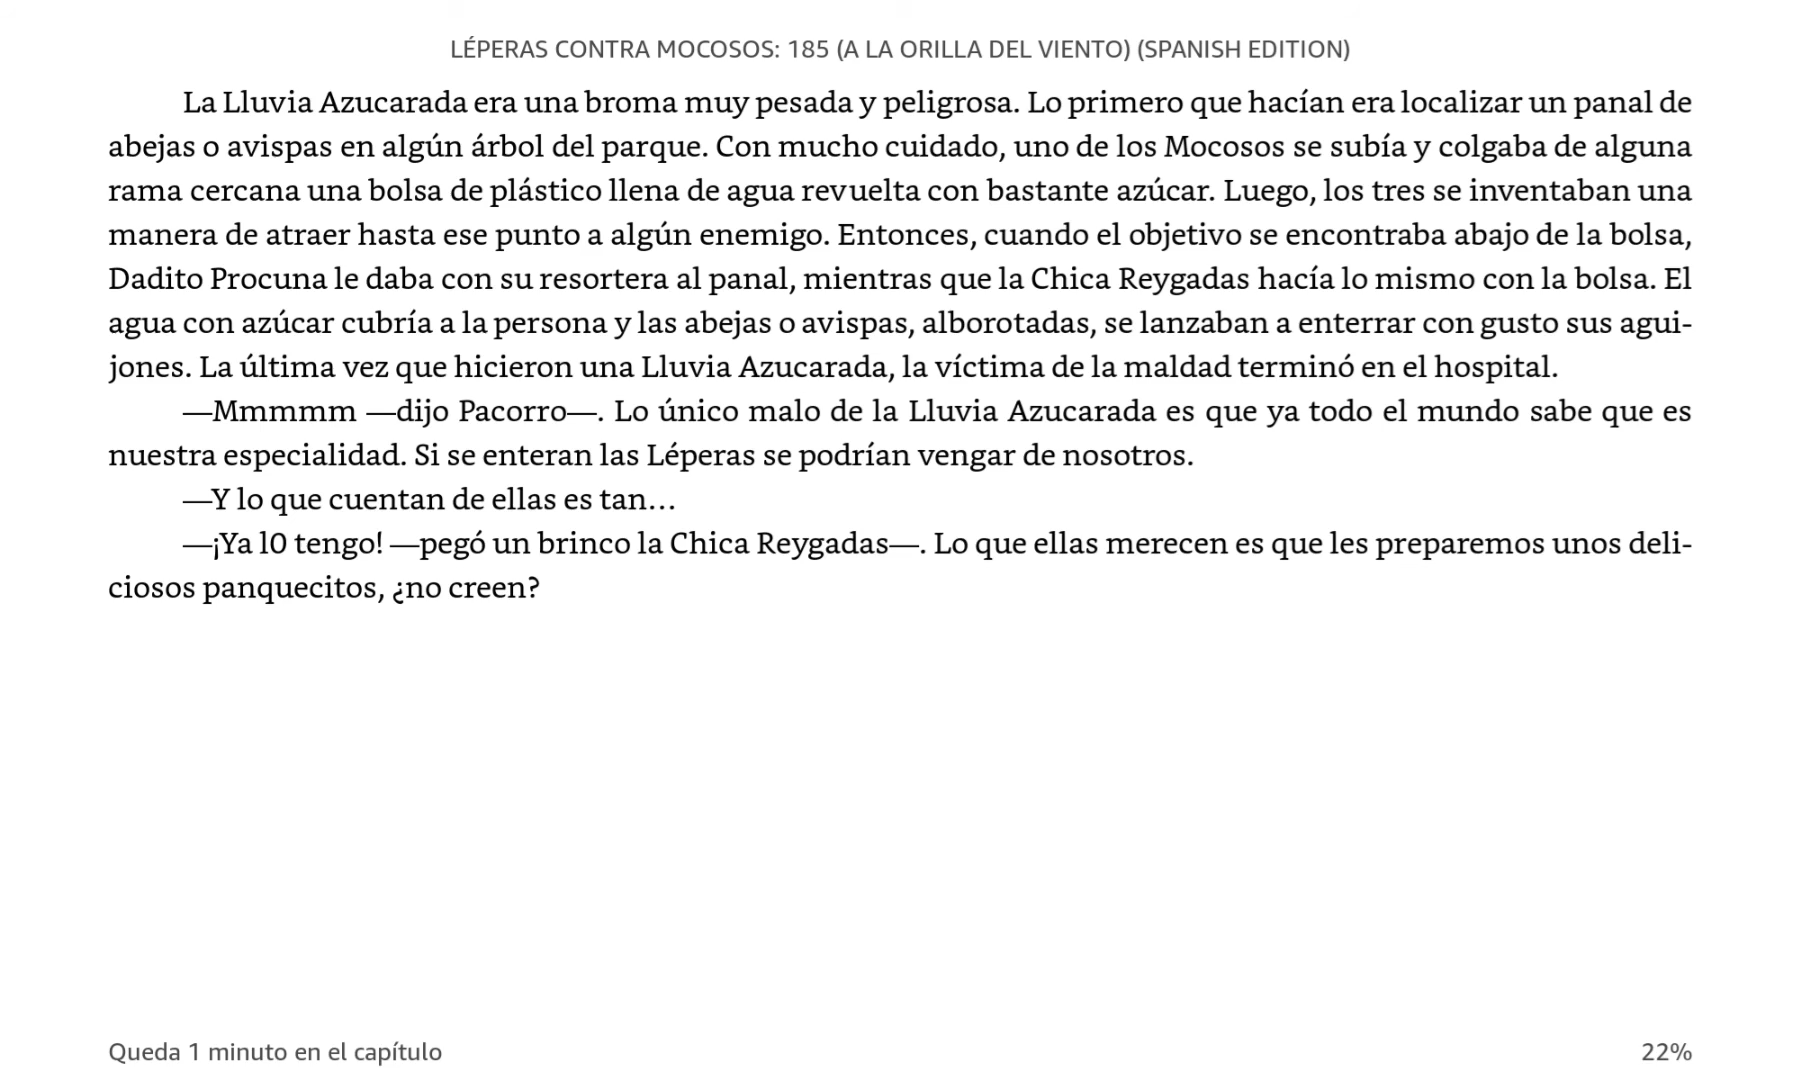 LÉPERAS CONTRA MOCOSOS: 185 (A LA ORILLA DEL VIENTO) (SPANISH EDITION)
La Lluvia Azucarada era una broma muy pesada y peligrosa. Lo primero que hacían era localizar un panal de
abejas o avispas en algún árbol del parque. Con mucho cuidado, uno de los Mocosos se subía y colgaba de alguna
rama cercana una bolsa de plástico llena de agua revuelta con bastante azúcar. Luego, los tres se inventaban una
manera de atraer hasta ese punto a algún enemigo. Entonces, cuando el objetivo se encontraba abajo de la bolsa,
Dadito Procuna le daba con su resortera al panal, mientras que la Chica Reygadas hacía lo mismo con la bolsa. El
agua con azúcar cubría a la persona y las abejas o avispas, alborotadas, se lanzaban a enterrar con gusto sus agui-
jones. La última vez que hicieron una Lluvia Azucarada, la víctima de la maldad terminó en el hospital.
—Mmmmm —dijo Pacorro—. Lo único malo de la Lluvia Azucarada es que ya todo el mundo sabe que es
nuestra especialidad. Si se enteran las Léperas se podrían vengar de nosotros.
—Y lo que cuentan de ellas es tan…
—¡Ya l0 tengo! —pegó un brinco la Chica Reygadas—. Lo que ellas merecen es que les preparemos unos deli-
ciosos panquecitos, ¿no creen?
Queda 1 minuto en el capítulo
22%